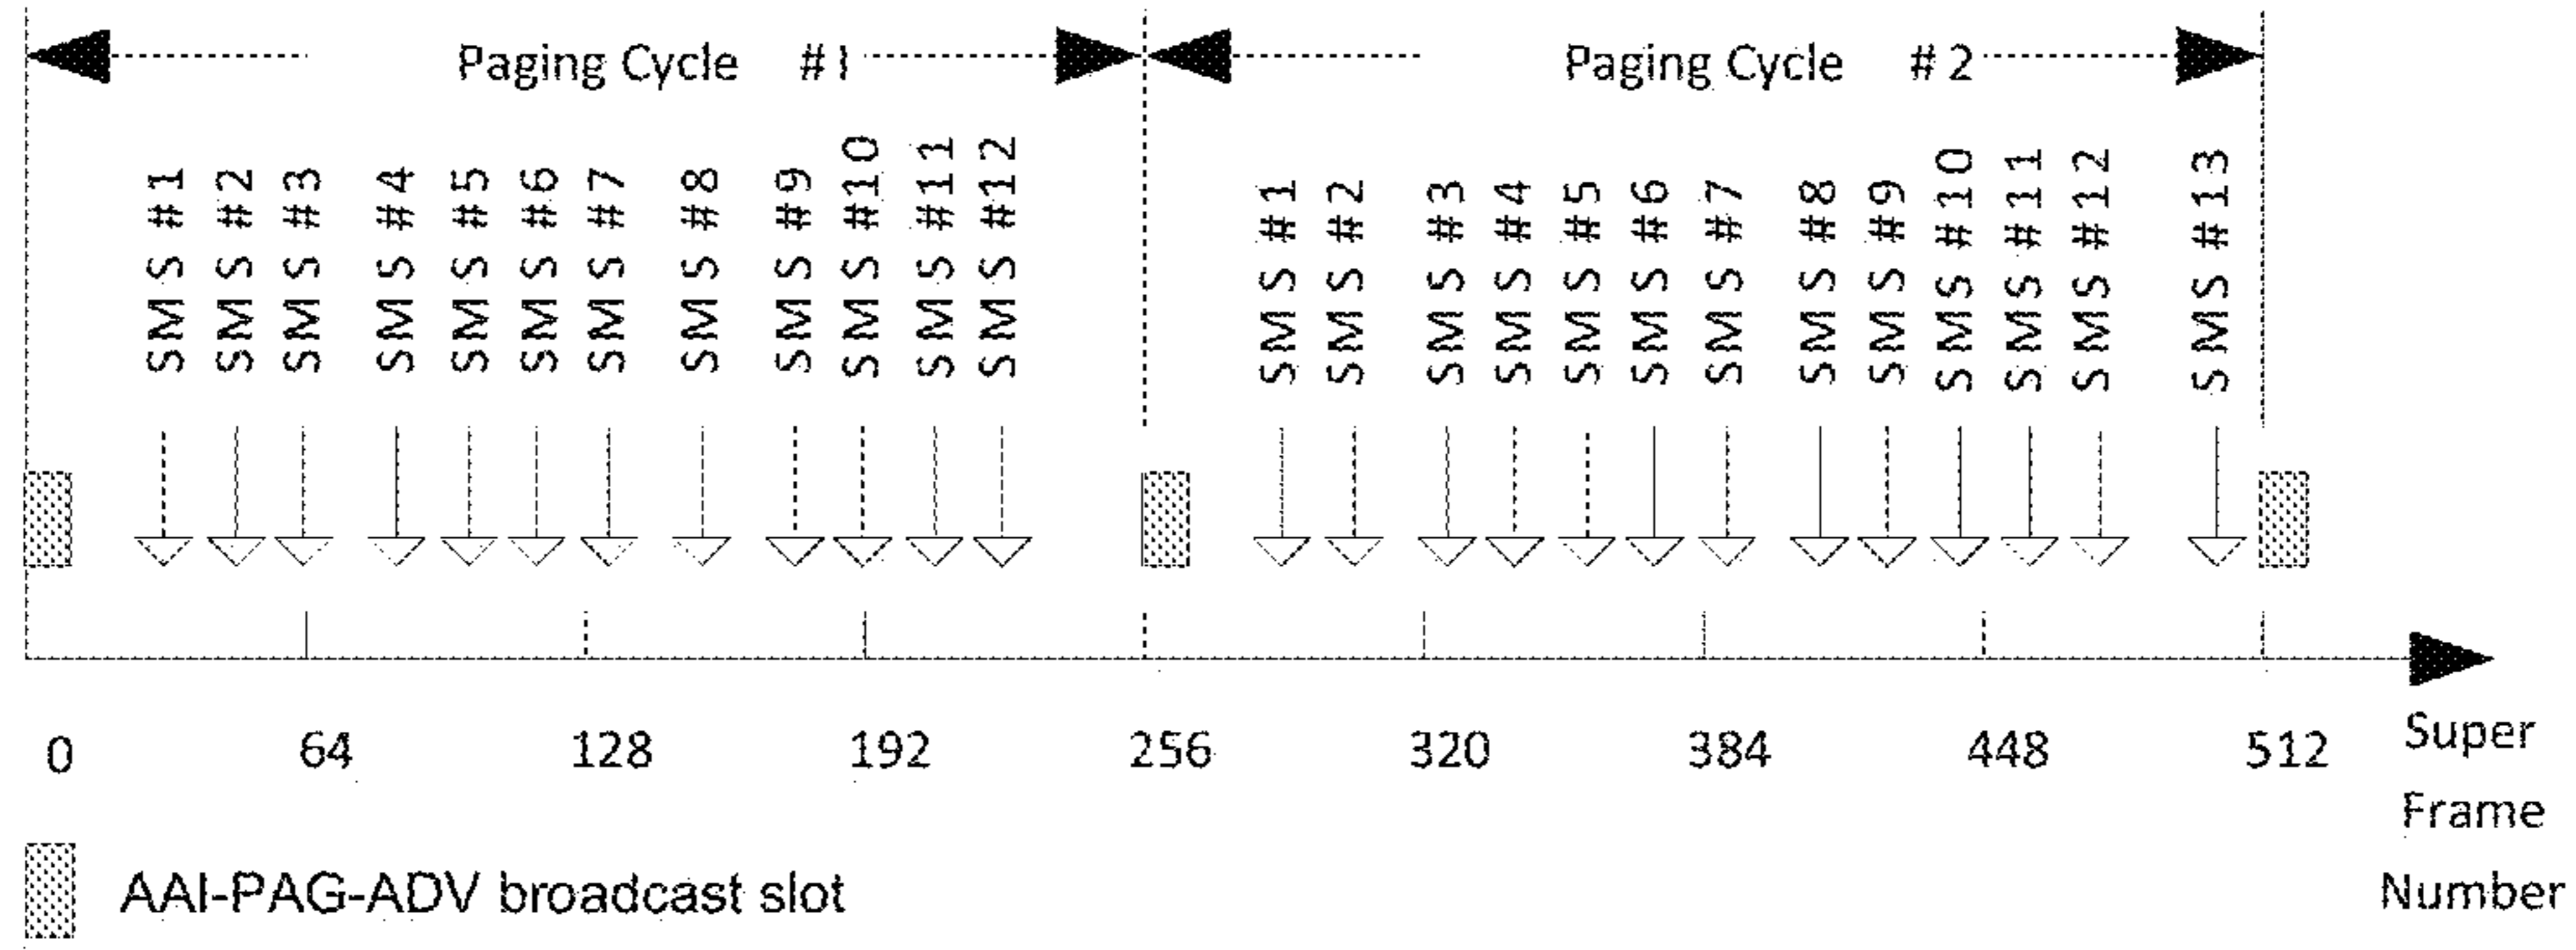 Paging Cycle #1
Paging Cycle #2
SMS #1
SMS #2
SMS #3
SMS #4
SMS #5
SMS #6
SMS #7
SMS #8
SMS #9
SMS #10
SMS #11
SMS #12
SMS #1
SMS #2
SMS #3
SMS #4
SMS #5
SMS #6
SMS #7
SMS #8
SMS #9
SMS #10
SMS #11
SMS #12
SMS #13
0 64 128 192 256 320 384 448 512
Super
Frame
Number
AAI-PAG-ADV broadcast slot